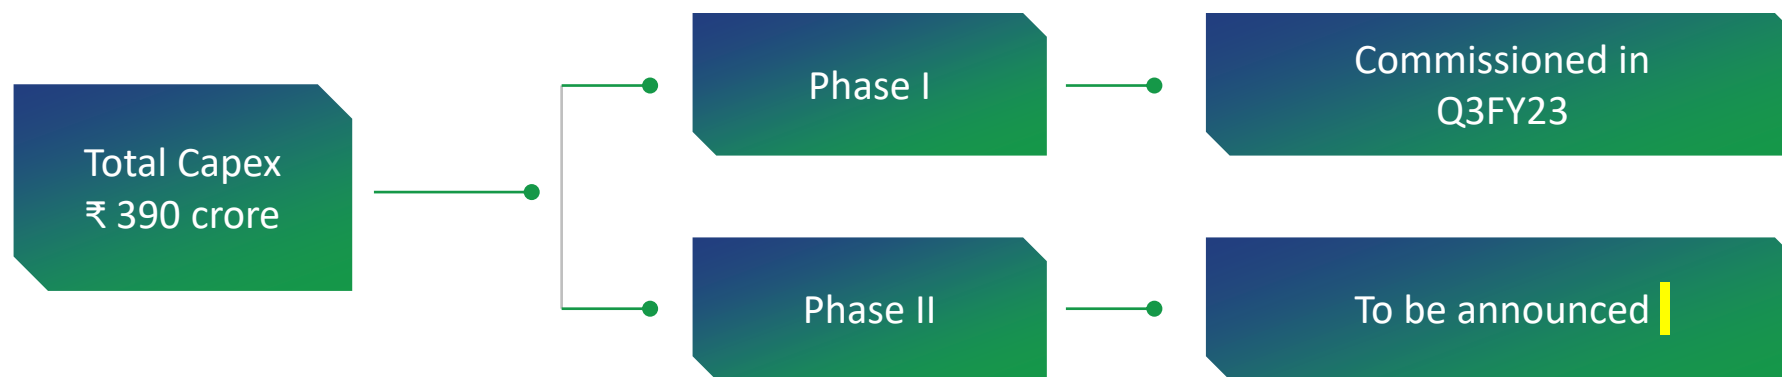 Total Capex
₹ 390 crore
Phase I
Commissioned in
Q3FY23
Phase II
To be announced